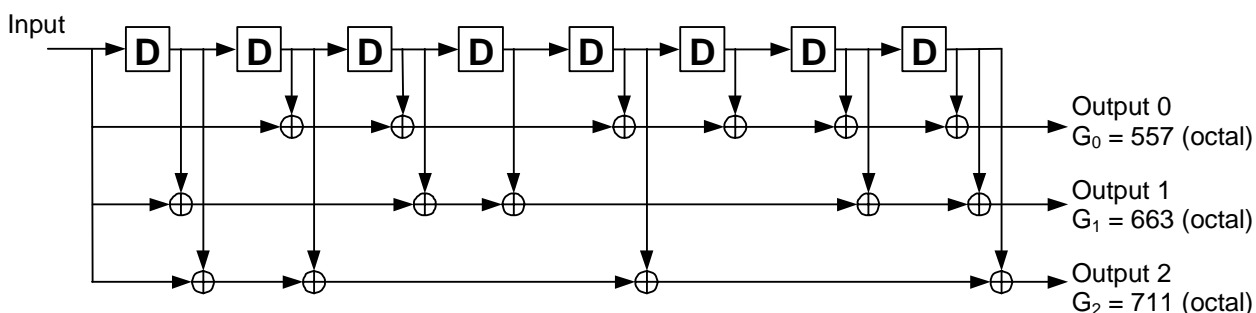 Input
D D D D D D D D
Output 0
G₀ = 557 (octal)
Output 1
G₁ = 663 (octal)
Output 2
G₂ = 711 (octal)